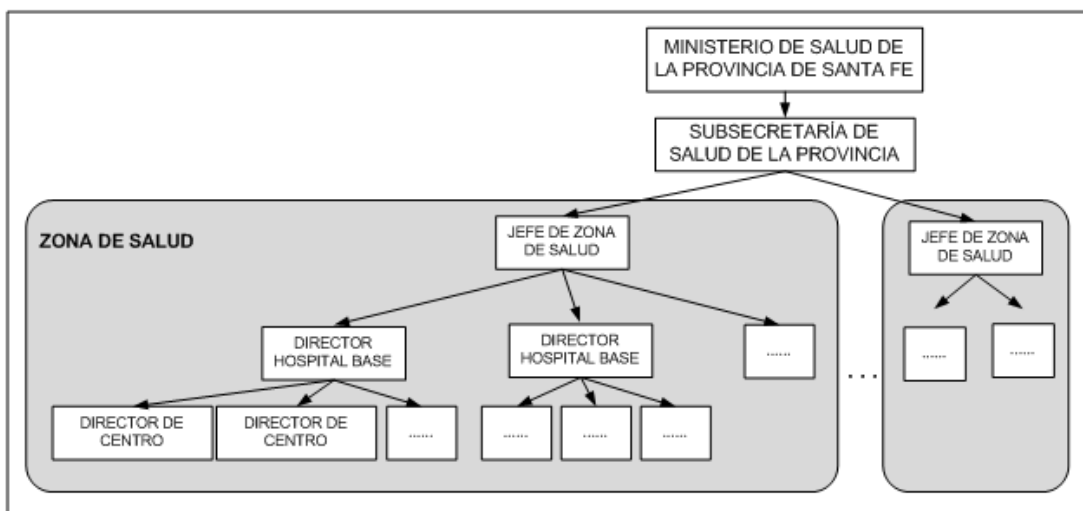 MINISTERIO DE SALUD DE
LA PROVINCIA DE SANTA FE
SUBSECRETARÍA DE
SALUD DE LA PROVINCIA
ZONA DE SALUD
JEFE DE ZONA
DE SALUD
JEFE DE ZONA
DE SALUD
DIRECTOR
HOSPITAL BASE
DIRECTOR
HOSPITAL BASE
......
......
......
...
DIRECTOR DE
CENTRO
DIRECTOR DE
CENTRO
......
......
......
......